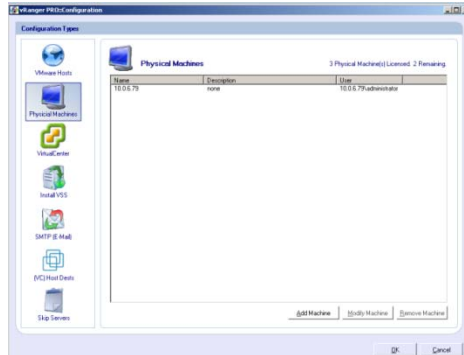 vRanger PRO::Configuration
Configuration Types
VMware Hosts
Physical Machines
VirtualCenter
Install VSS
SMTP (E-Mail)
(VC) Host Dests
Skip Servers
Physical Machines
3 Physical Machine(s) Licensed. 2 Remaining.
Name Description User
10.0.6.79 none 10.0.6.79\administrator
Add Machine Modify Machine Remove Machine
OK Cancel